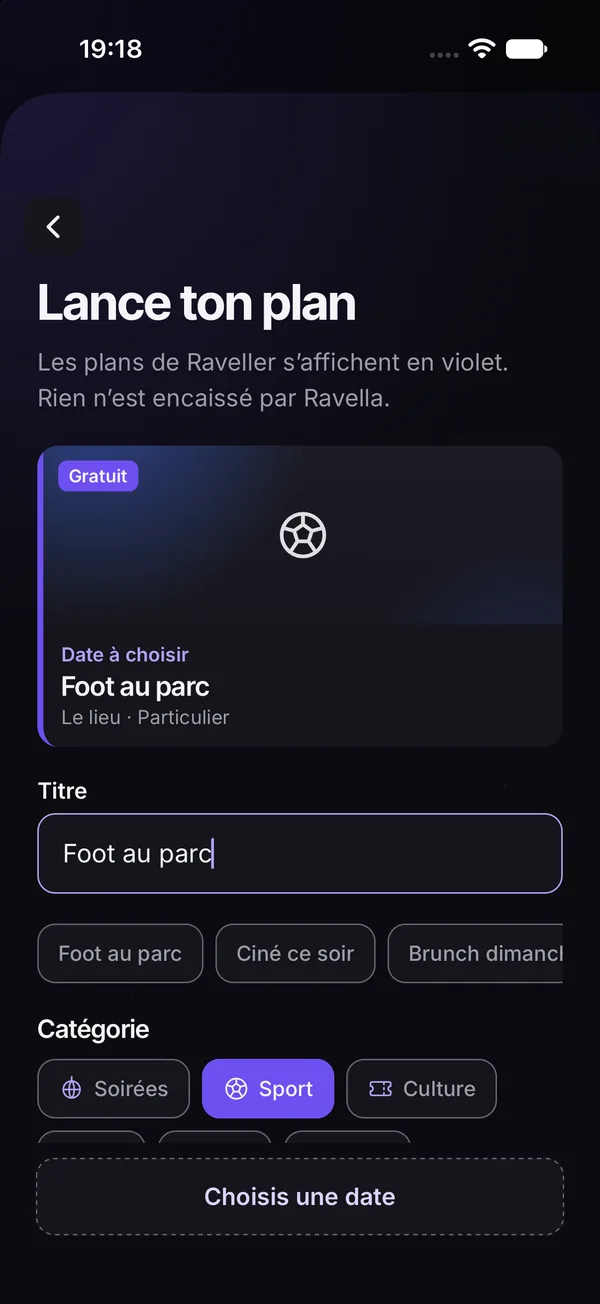 19:18
Lance ton plan
Les plans de Raveller s’affichent en violet.
Rien n’est encaissé par Ravella.
Gratuit
Date à choisir
Foot au parc
Le lieu · Particulier
Titre
Foot au parc
Foot au parc
Ciné ce soir
Brunch dimanch
Catégorie
Soirées
Sport
Culture
Choisis une date